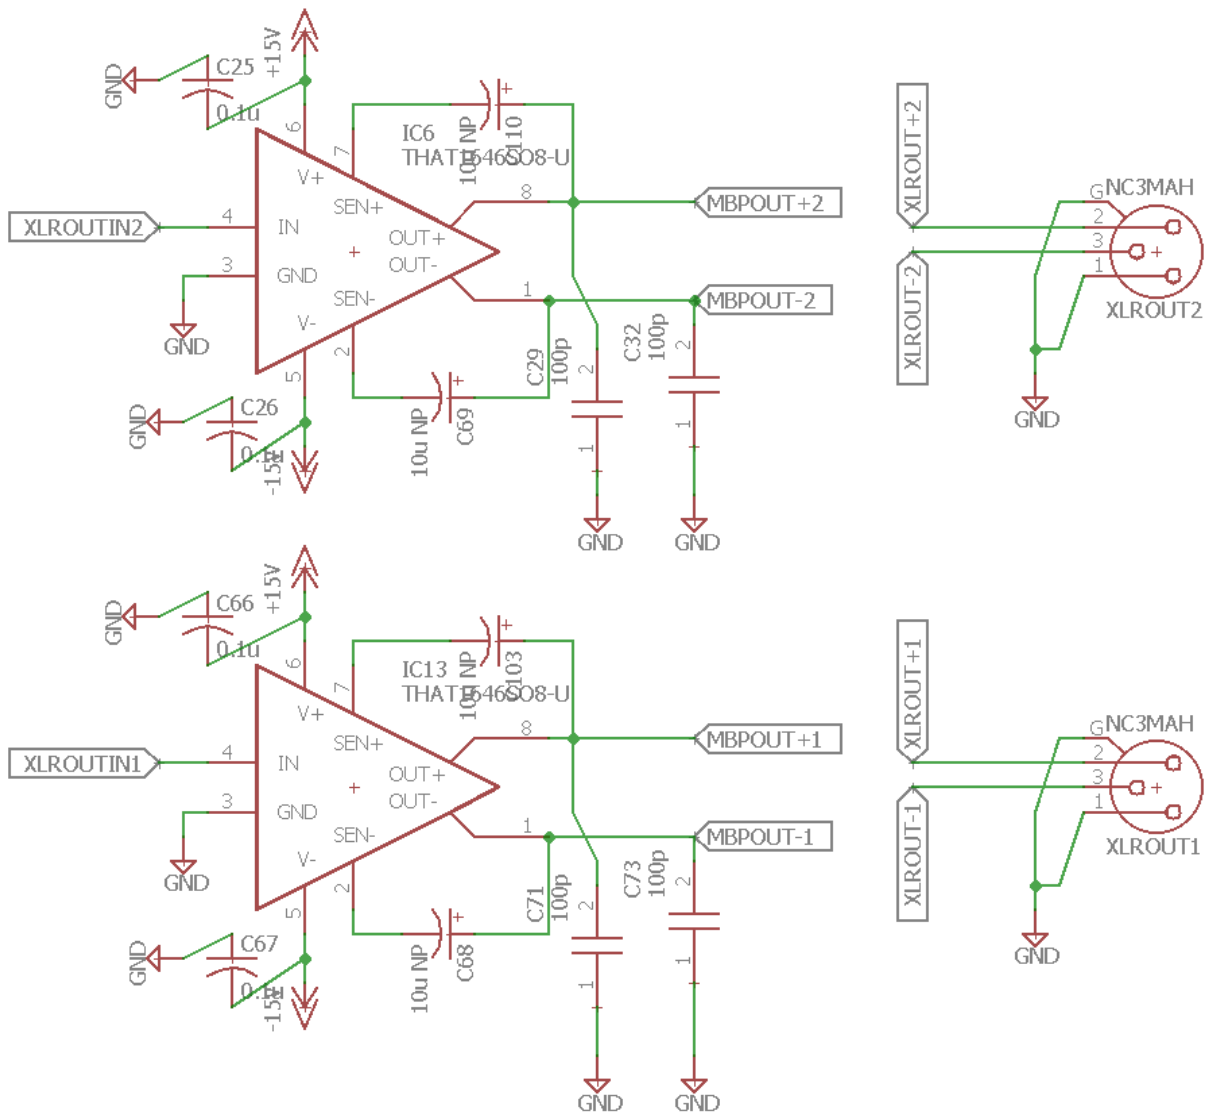 +15V
GND
C25
0.1u
6
7
10u NP
110
IC6
THAT1646SO8-U
V+
SEN+
8
MBPOUT+2
XLROUTIN2
4
IN
OUT+
OUT-
3
GND
SEN-
1
MBPOUT-2
V-
GND
2
5
C29
100p
2
1
C32
100p
2
1
GND
C26
0.1u
-15V
10u NP
C69
GND
GND
XLROUT+2
XLROUT-2
G
NC3MAH
2
3
1
XLROUT2
GND
+15V
GND
C66
0.1u
6
7
10u NP
103
IC13
THAT1646SO8-U
V+
SEN+
8
MBPOUT+1
XLROUTIN1
4
IN
OUT+
OUT-
3
GND
SEN-
1
MBPOUT-1
V-
GND
2
5
C71
100p
2
1
C73
100p
2
1
GND
C67
0.1u
-15V
10u NP
C68
GND
GND
XLROUT+1
XLROUT-1
G
NC3MAH
2
3
1
XLROUT1
GND